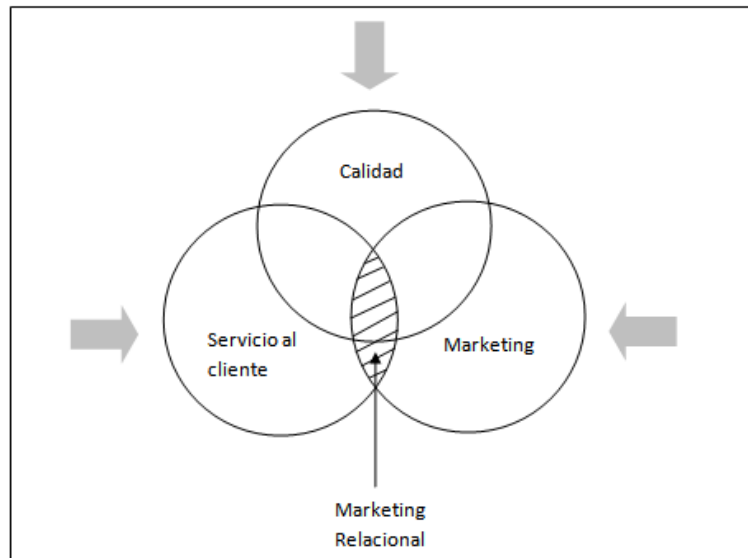 Calidad
Servicio al
cliente
Marketing
Marketing
Relacional